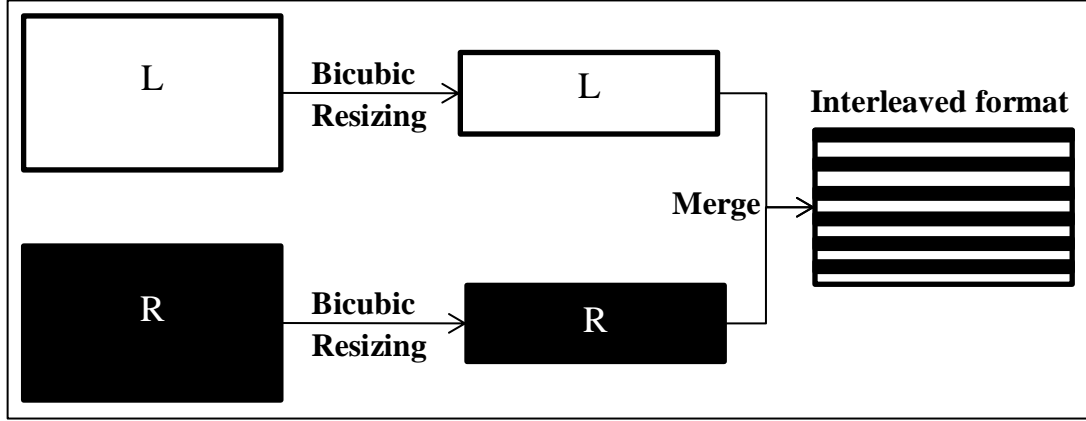 L
Bicubic
Resizing
L
Interleaved format
Merge
R
Bicubic
Resizing
R